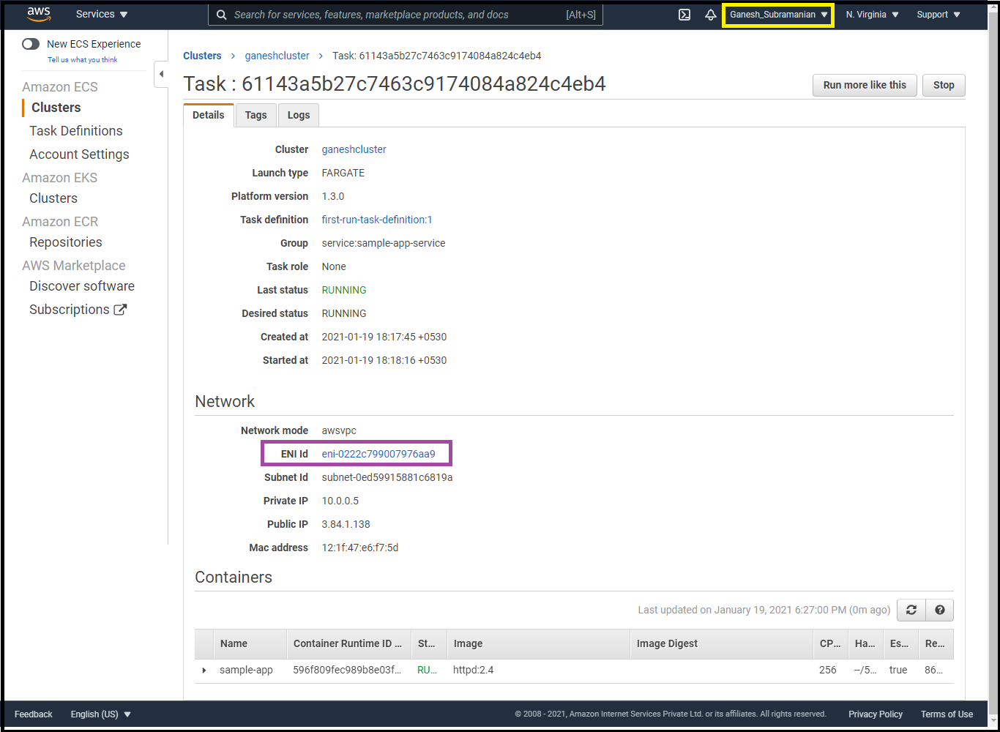 aws Services Search for services, features, marketplace products, and docs [Alt+S] Ganesh_Subramanian N. Virginia Support
New ECS Experience
Tell us what you think
Amazon ECS
Clusters
Task Definitions
Account Settings
Amazon EKS
Clusters
Amazon ECR
Repositories
AWS Marketplace
Discover software
Subscriptions
Clusters > ganeshcluster > Task: 61143a5b27c7463c9174084a824c4eb4
Task : 61143a5b27c7463c9174084a824c4eb4
Run more like this Stop
Details Tags Logs
Cluster ganeshcluster
Launch type FARGATE
Platform version 1.3.0
Task definition first-run-task-definition:1
Group service:sample-app-service
Task role None
Last status RUNNING
Desired status RUNNING
Created at 2021-01-19 18:17:45 +0530
Started at 2021-01-19 18:18:16 +0530
Network
Network mode awsvpc
ENI Id eni-0222c799007976aa9
Subnet Id subnet-0ed59915881c6819a
Private IP 10.0.0.5
Public IP 3.84.1.138
Mac address 12:1f:47:e6:f7:5d
Containers
Last updated on January 19, 2021 6:27:00 PM (0m ago)
Name Container Runtime ID ... St... Image Image Digest CP... Ha... Es... Re...
sample-app 596f809fec989b8e03f... RU... httpd:2.4 256 --/5... true 86...
Feedback English (US) © 2008 - 2021, Amazon Internet Services Private Ltd. or its affiliates. All rights reserved. Privacy Policy Terms of Use